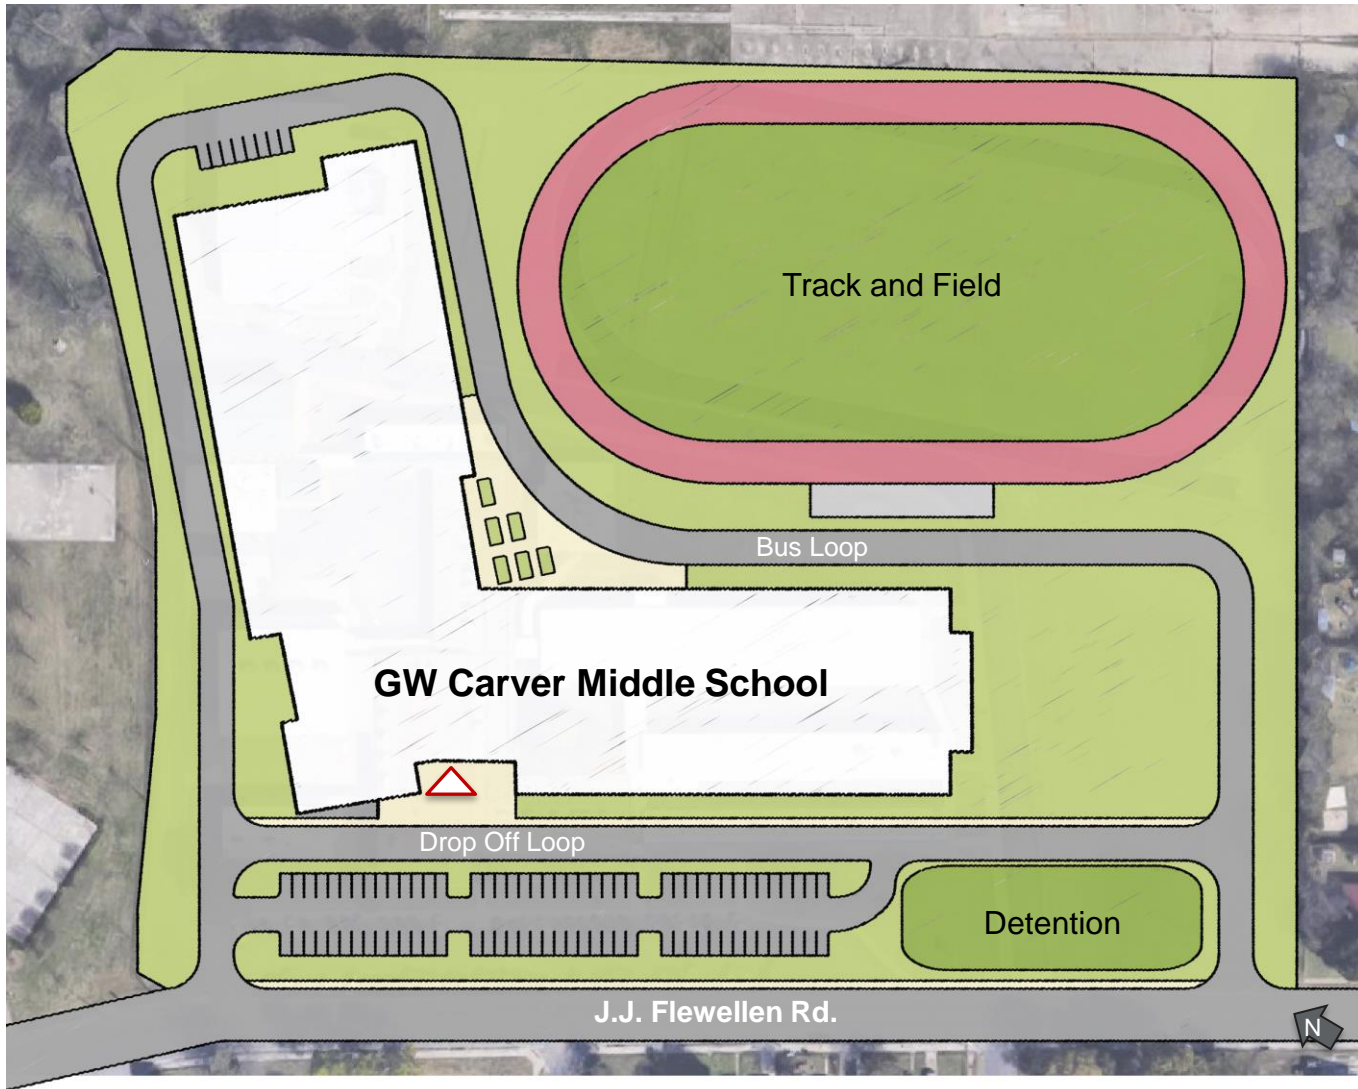 Track and Field
Bus Loop
GW Carver Middle School
Drop Off Loop
Detention
J.J. Flewellen Rd.
N